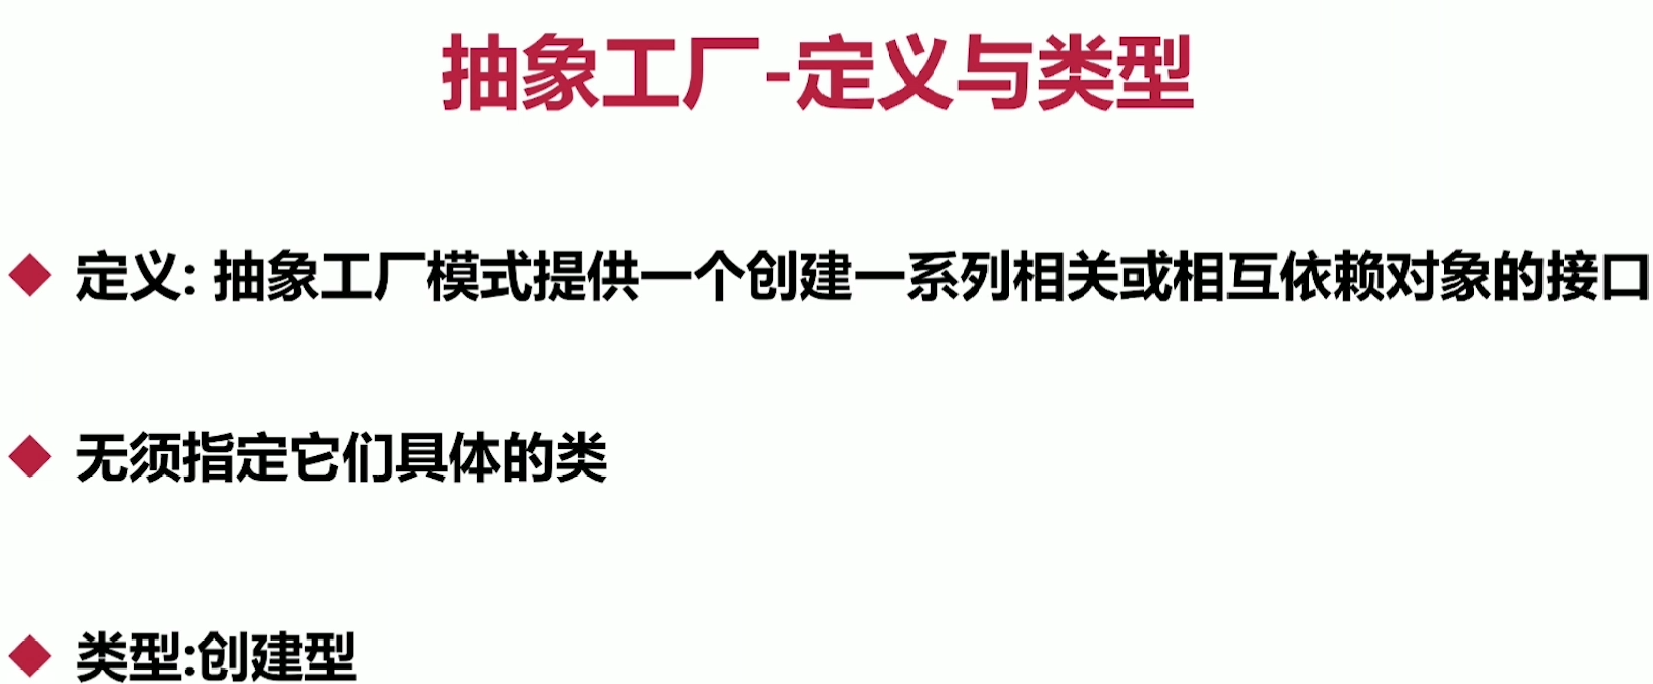 抽象工厂-定义与类型
定义: 抽象工厂模式提供一个创建一系列相关或相互依赖对象的接口
无须指定它们具体的类
类型:创建型